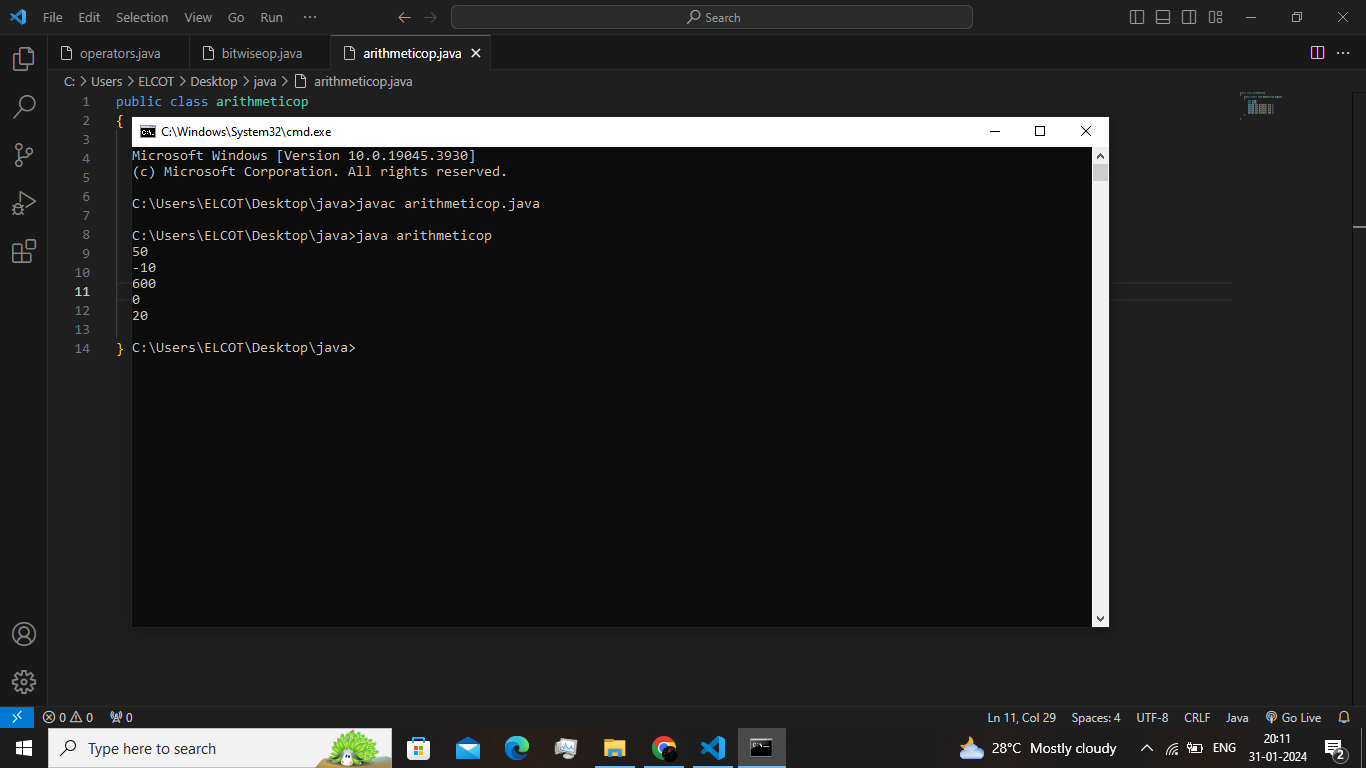 File Edit Selection View Go Run ··· Search
operators.java bitwiseop.java arithmeticop.java
C: > Users > ELCOT > Desktop > java > arithmeticop.java
1 public class arithmeticop
2 {
3
4
5
6
7
8
9
10
11
12
13
14 }
C:\Windows\System32\cmd.exe
Microsoft Windows [Version 10.0.19045.3930]
(c) Microsoft Corporation. All rights reserved.
C:\Users\ELCOT\Desktop\java>javac arithmeticop.java
C:\Users\ELCOT\Desktop\java>java arithmeticop
50
-10
600
0
20
C:\Users\ELCOT\Desktop\java>
0 0 0 Ln 11, Col 29 Spaces: 4 UTF-8 CRLF Java Go Live
Type here to search 28°C Mostly cloudy ENG 20:11
31-01-2024 2